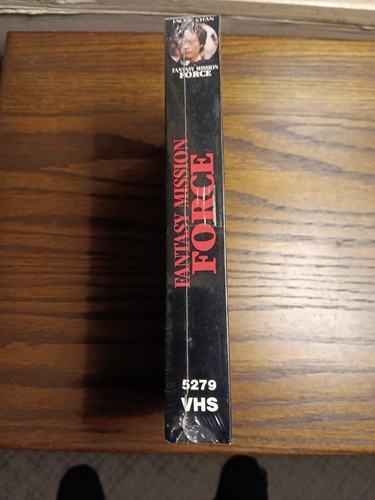 JACKIE CHAN
FANTASY MISSION
FORCE
FANTASY MISSION
FORCE
5279
VHS